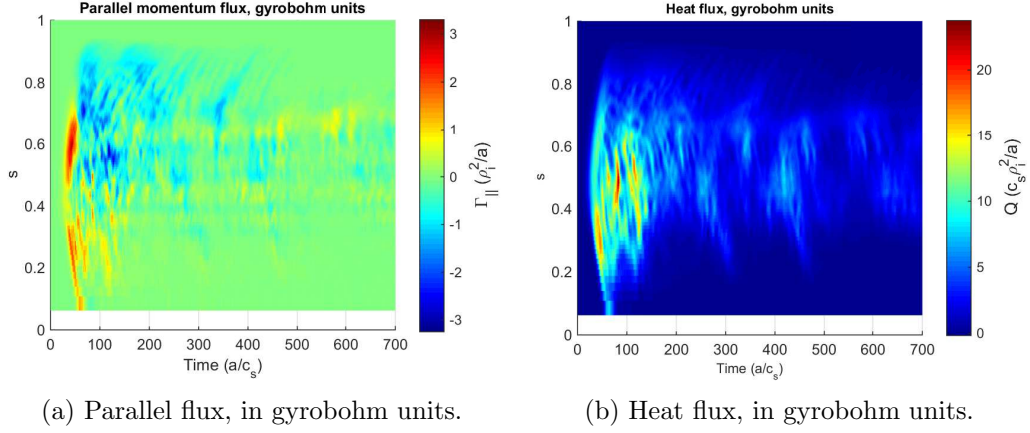 Parallel momentum flux, gyrobohm units
1
0.8
0.6
0.4
0.2
0
s
0 100 200 300 400 500 600 700
Time (a/c_s)
3
2
1
0
-1
-2
-3
Γ_|| (ρ_i^2/a)
(a) Parallel flux, in gyrobohm units.
Heat flux, gyrobohm units
1
0.8
0.6
0.4
0.2
0
s
0 100 200 300 400 500 600 700
Time (a/c_s)
20
15
10
5
0
Q (c_s ρ_i^2/a)
(b) Heat flux, in gyrobohm units.